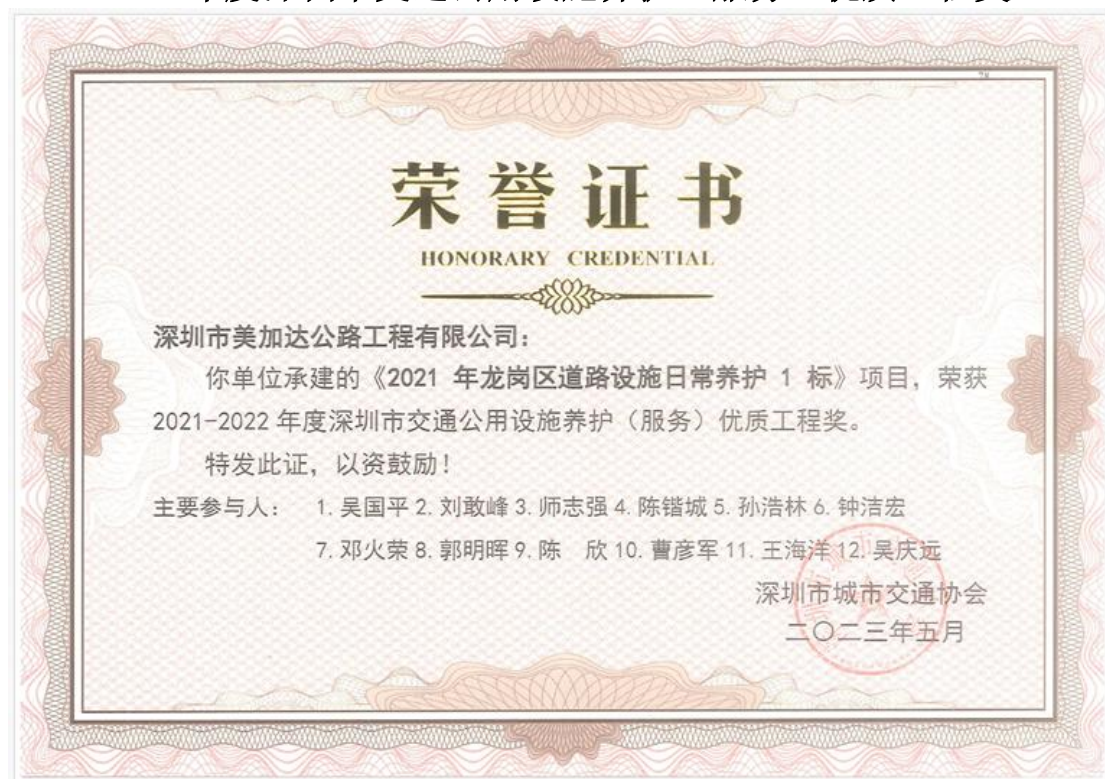 荣誉证书
HONORARY CREDENTIAL
深圳市美加达公路工程有限公司：
你单位承建的《2021 年龙岗区道路设施日常养护 1 标》项目，荣获
2021-2022 年度深圳市交通公用设施养护（服务）优质工程奖。
特发此证，以资鼓励！
主要参与人： 1. 吴国平 2. 刘敢峰 3. 师志强 4. 陈锴城 5. 孙浩林 6. 钟洁宏
7. 邓火荣 8. 郭明晖 9. 陈 欣 10. 曹彦军 11. 王海洋 12. 吴庆远
深圳市城市交通协会
二〇二三年五月